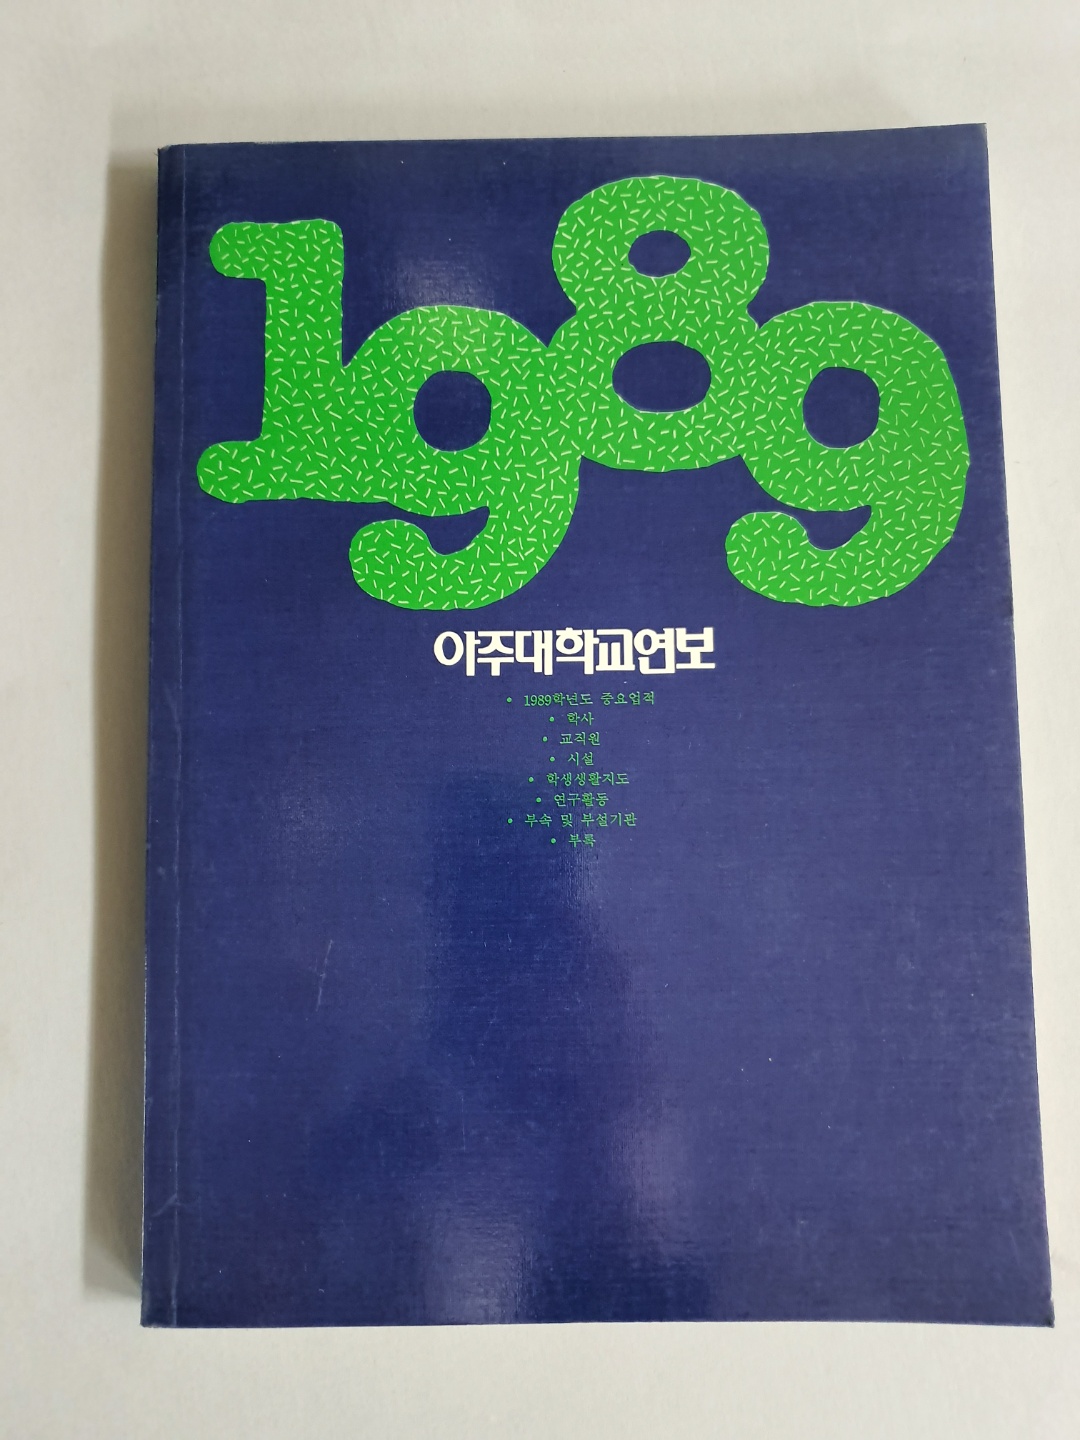 1989
아주대학교연보
• 1989학년도 중요업적
• 학사
• 교직원
• 시설
• 학생생활지도
• 연구활동
• 부속 및 부설기관
• 부록